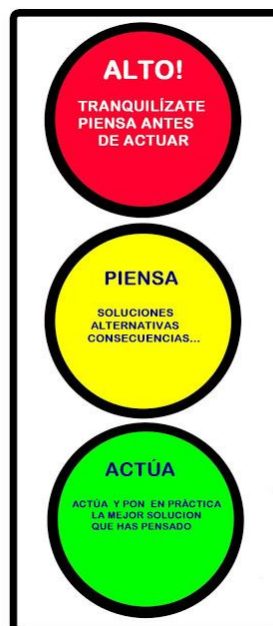 ALTO!
TRANQUILÍZATE
PIENSA ANTES
DE ACTUAR
PIENSA
SOLUCIONES
ALTERNATIVAS
CONSECUENCIAS...
ACTÚA
ACTÚA Y PON EN PRÁCTICA
LA MEJOR SOLUCION
QUE HAS PENSADO